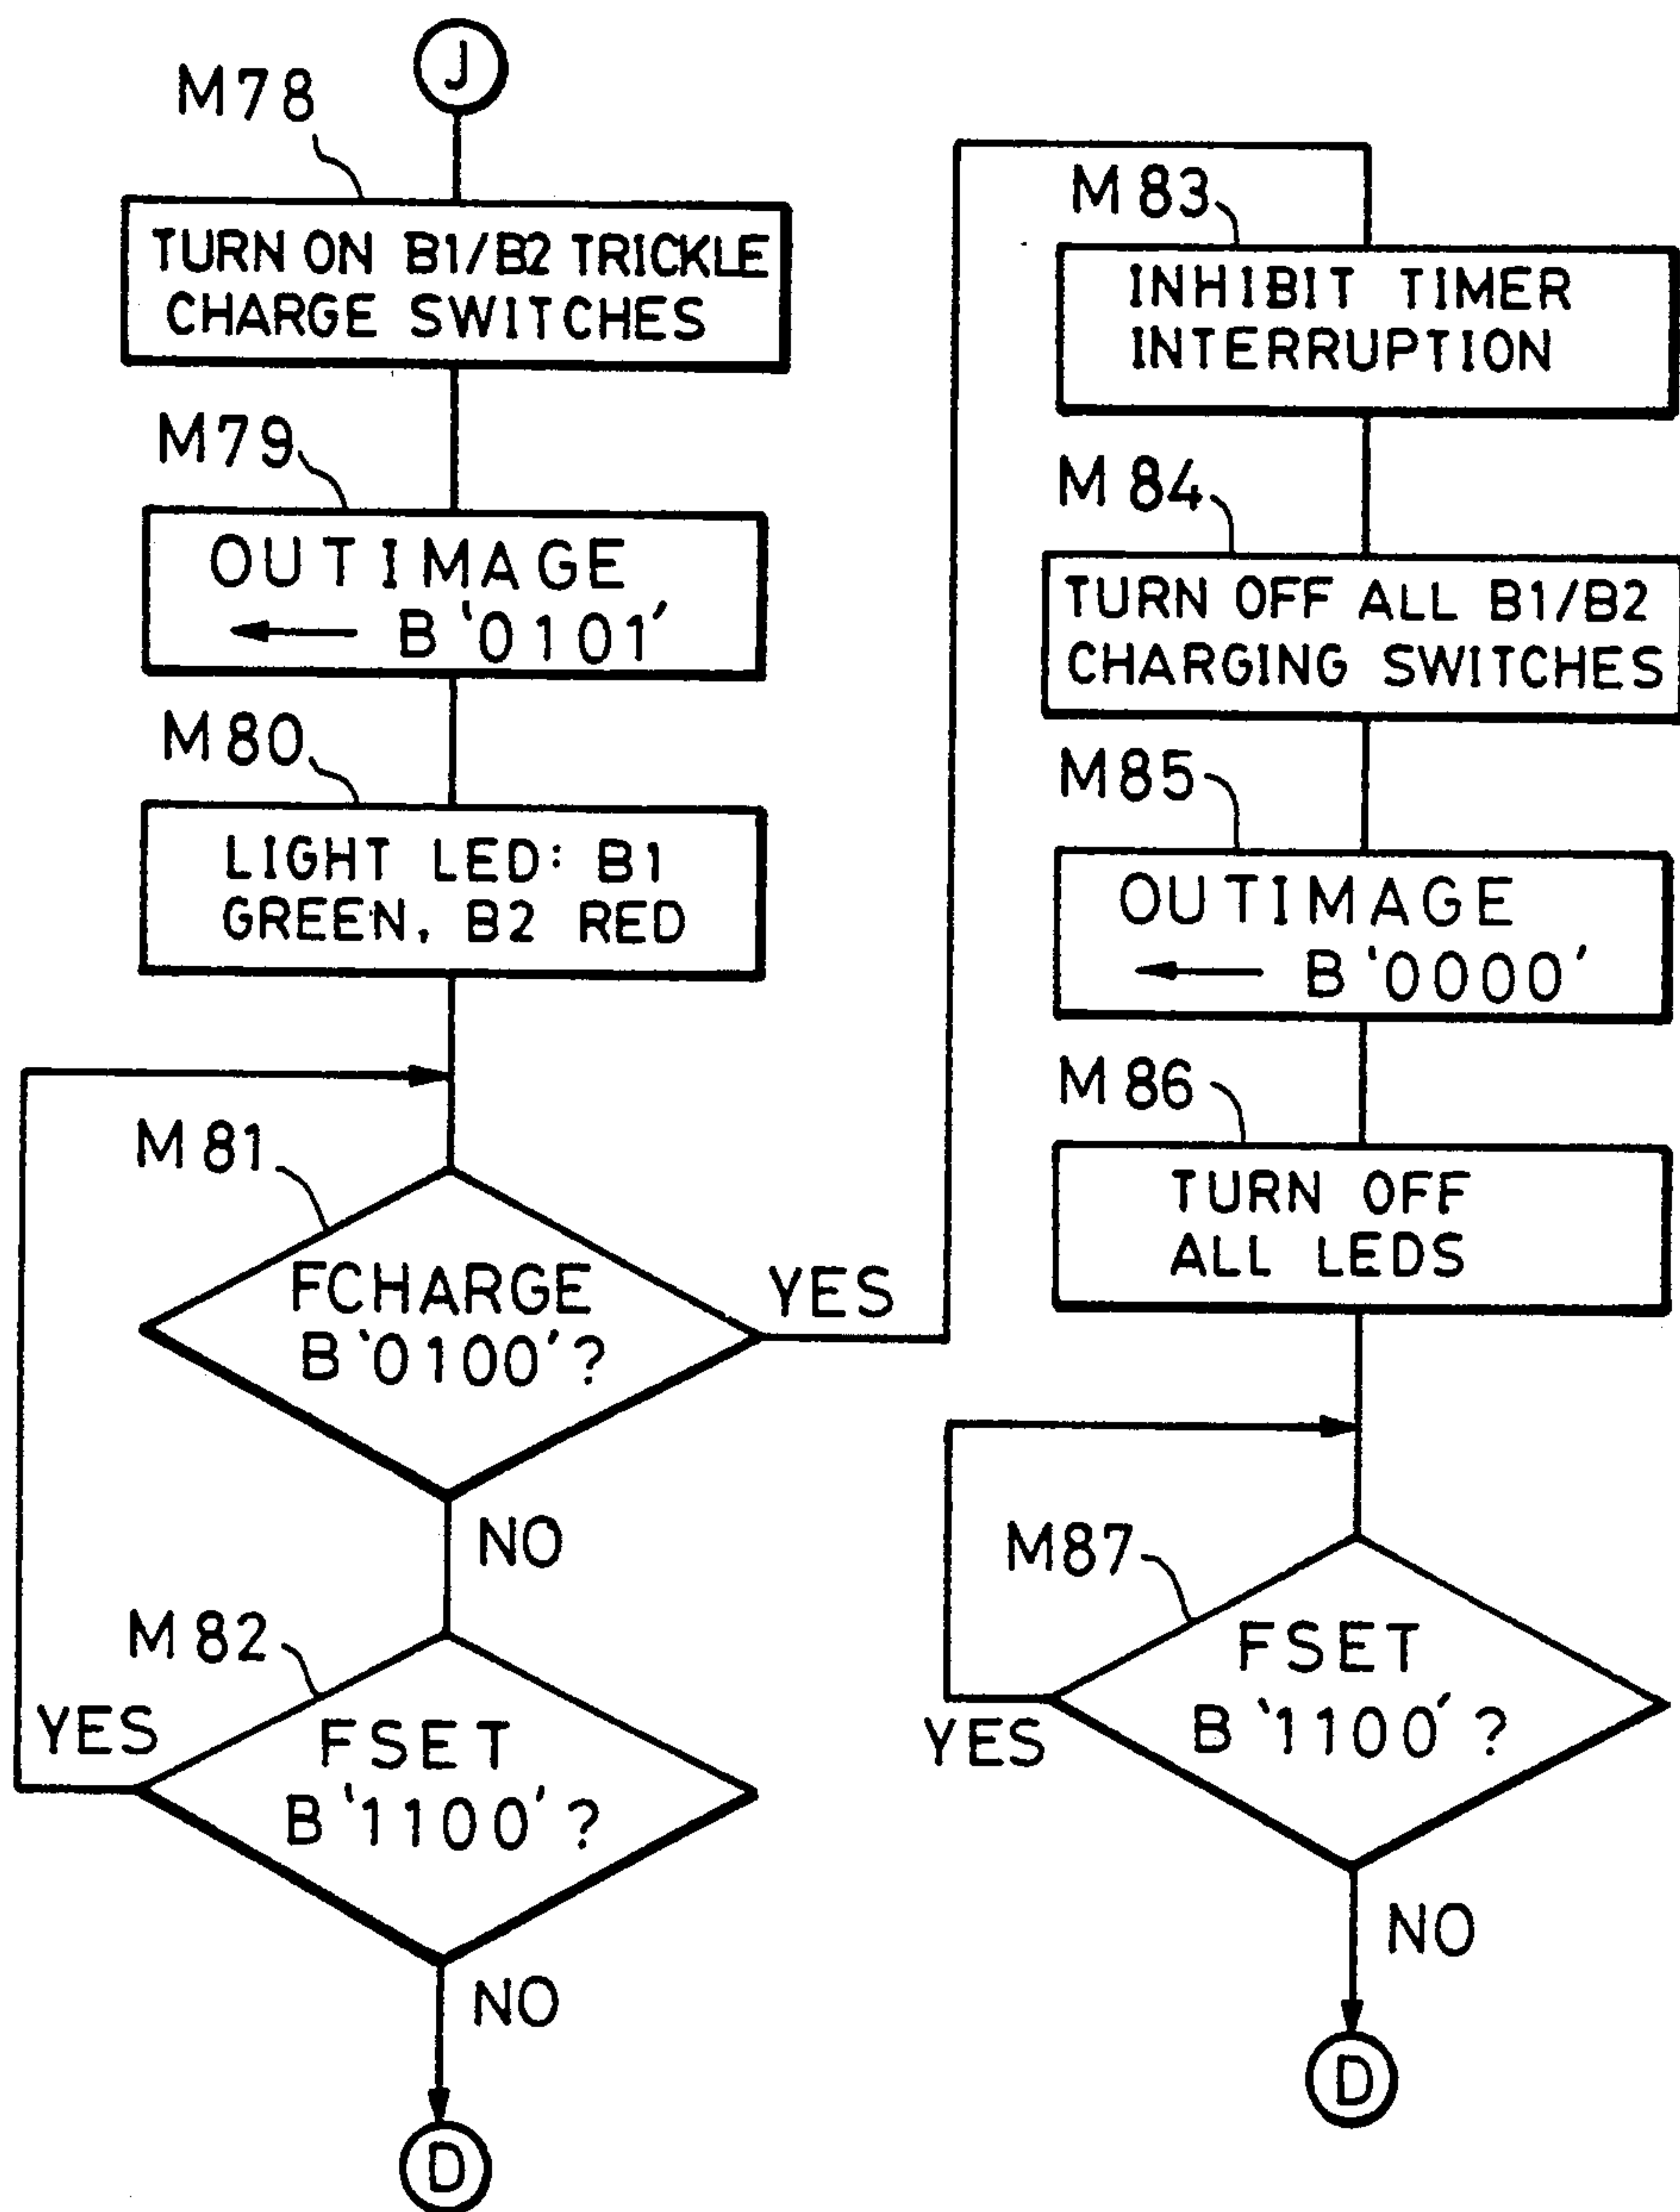 J
M78
TURN ON B1/B2 TRICKLE
CHARGE SWITCHES
M79
OUTIMAGE
← B '0101'
M80
LIGHT LED: B1
GREEN, B2 RED
M81
FCHARGE
B '0100' ?
YES
NO
M82
FSET
B '1100' ?
YES
NO
D
M83
INHIBIT TIMER
INTERRUPTION
M84
TURN OFF ALL B1/B2
CHARGING SWITCHES
M85
OUTIMAGE
← B '0000'
M86
TURN OFF
ALL LEDS
M87
FSET
B '1100' ?
YES
NO
D